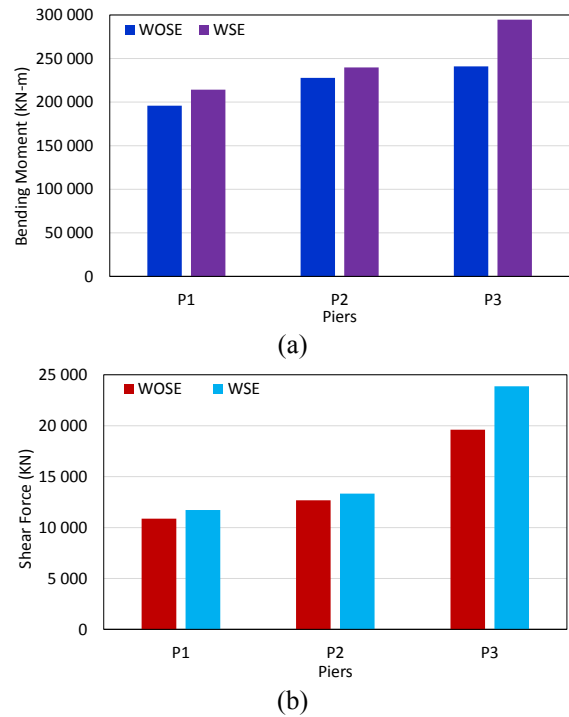 300 000
250 000
200 000
150 000
100 000
50 000
0
Bending Moment (KN-m)
WOSE WSE
P1 P2 P3
Piers
(a)
25 000
20 000
15 000
10 000
5 000
0
Shear Force (KN)
WOSE WSE
P1 P2 P3
Piers
(b)